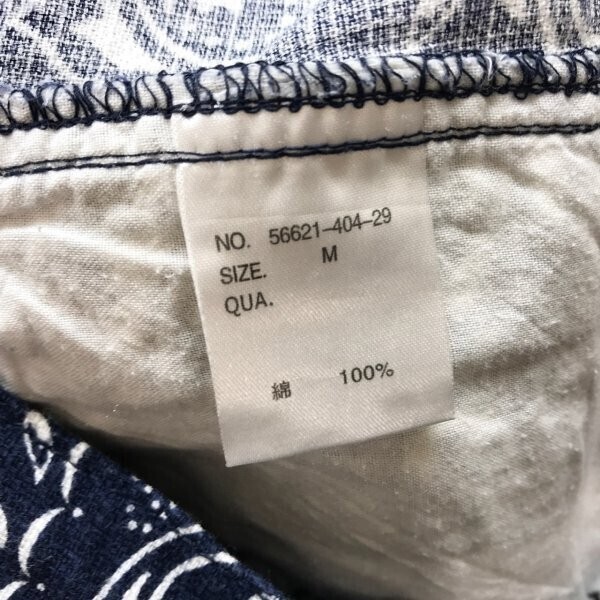 NO. 56621-404-29
SIZE. M
QUA.
綿 100%